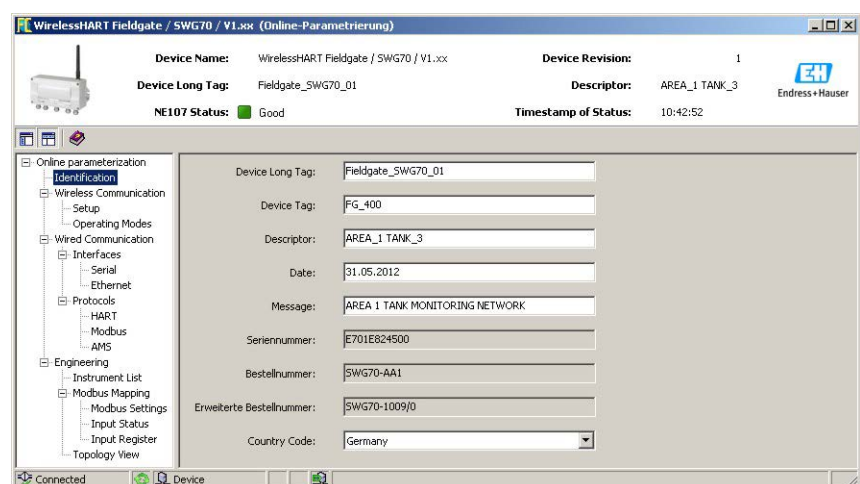 WirelessHART Fieldgate / SWG70 / V1.xx (Online-Parametrierung)
Device Name: WirelessHART Fieldgate / SWG70 / V1.xx Device Revision: 1
Device Long Tag: Fieldgate_SWG70_01 Descriptor: AREA_1 TANK_3
NE107 Status: Good Timestamp of Status: 10:42:52
EH
Endress+Hauser
Online parameterization
Identification
Wireless Communication
Setup
Operating Modes
Wired Communication
Interfaces
Serial
Ethernet
Protocols
HART
Modbus
AMS
Engineering
Instrument List
Modbus Mapping
Modbus Settings
Input Status
Input Register
Topology View
Device Long Tag: Fieldgate_SWG70_01
Device Tag: FG_400
Descriptor: AREA_1 TANK_3
Date: 31.05.2012
Message: AREA 1 TANK MONITORING NETWORK
Seriennummer: E701E824500
Bestellnummer: SWG70-AA1
Erweiterte Bestellnummer: SWG70-1009/0
Country Code: Germany
Connected Device